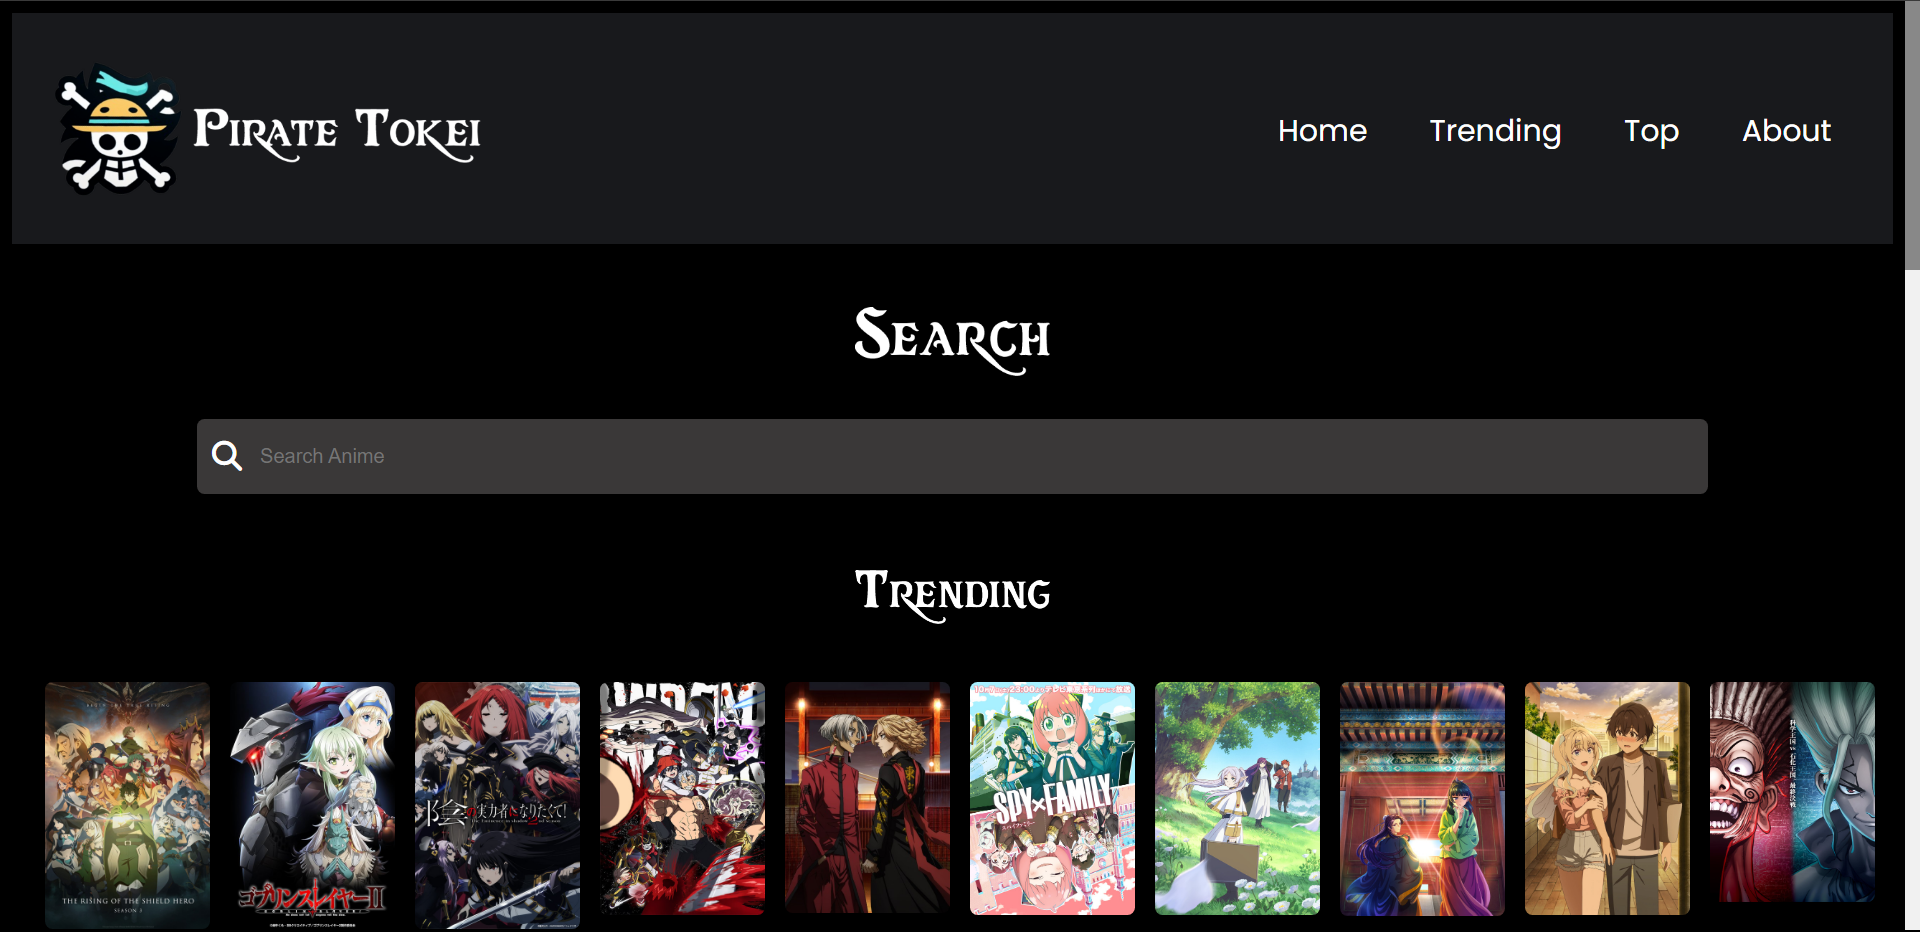 Pirate Tokei
Home
Trending
Top
About
Search
Search Anime
Trending
THE RISING OF THE SHIELD HERO
SEASON 3
ゴブリンスレイヤーII
陰の実力者になりたくて!
SPY×FAMILY